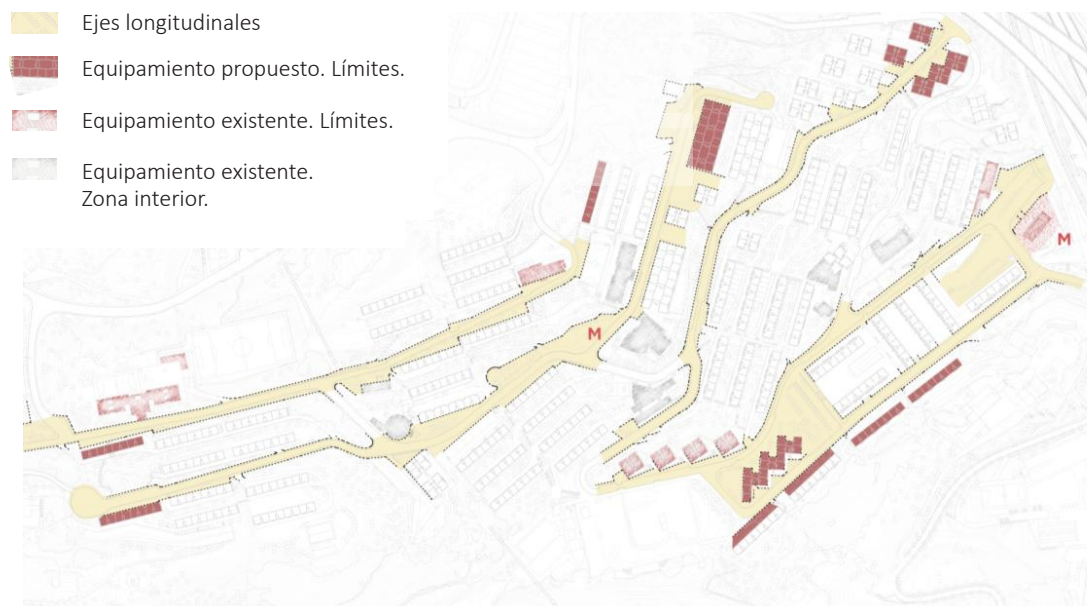 Ejes longitudinales
Equipamiento propuesto. Límites.
Equipamiento existente. Límites.
Equipamiento existente.
Zona interior.
M
M